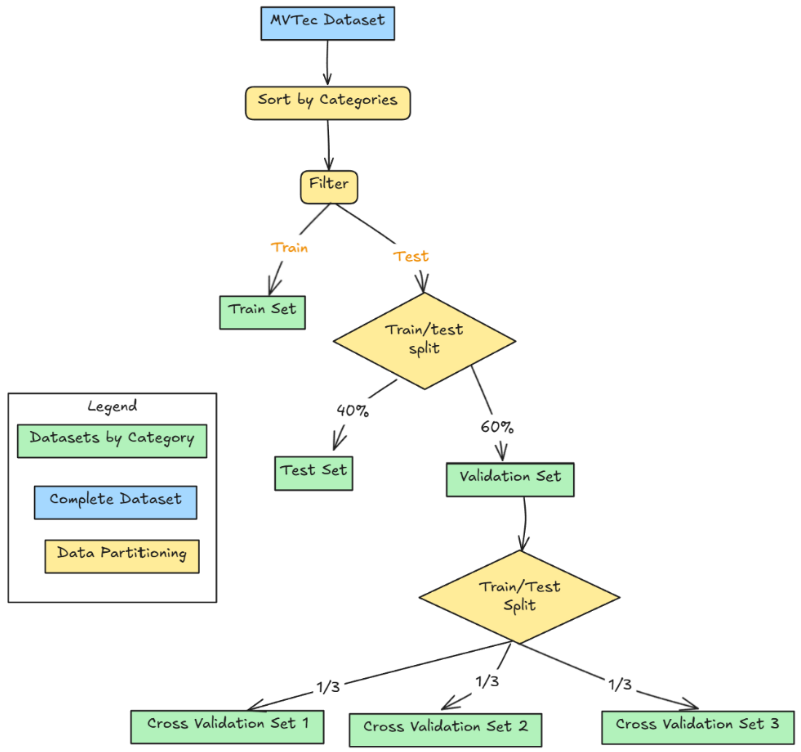 MVTec Dataset
Sort by Categories
Filter
Train
Test
Train Set
Train/test
split
40%
60%
Test Set
Validation Set
Legend
Datasets by Category
Complete Dataset
Data Partitioning
Train/Test
Split
1/3
1/3
1/3
Cross Validation Set 1
Cross Validation Set 2
Cross Validation Set 3